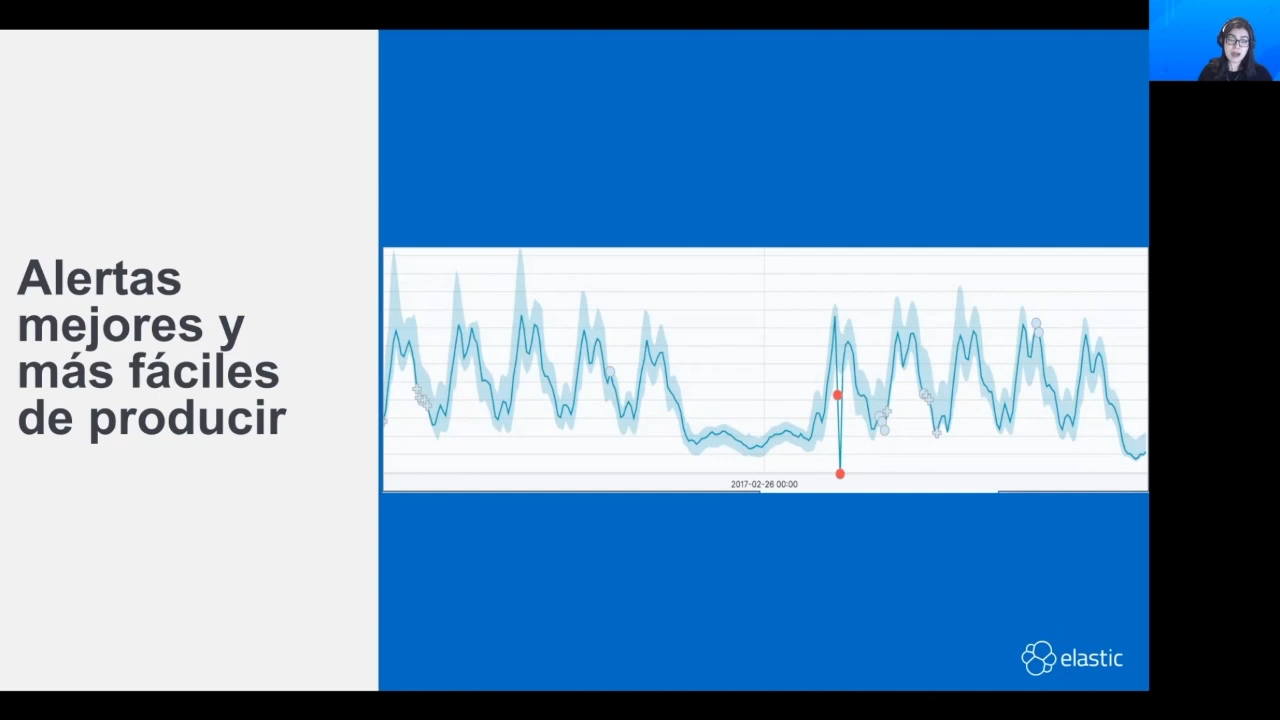 Alertas
mejores y
más fáciles
de producir
2017-02-26 00:00
elastic